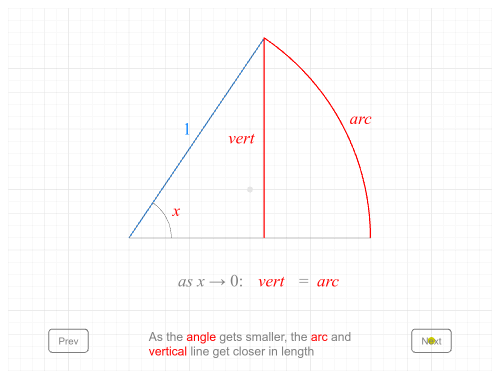 1
vert
arc
x
as x → 0: vert = arc
Prev
As the angle gets smaller, the arc and
vertical line get closer in length
Next